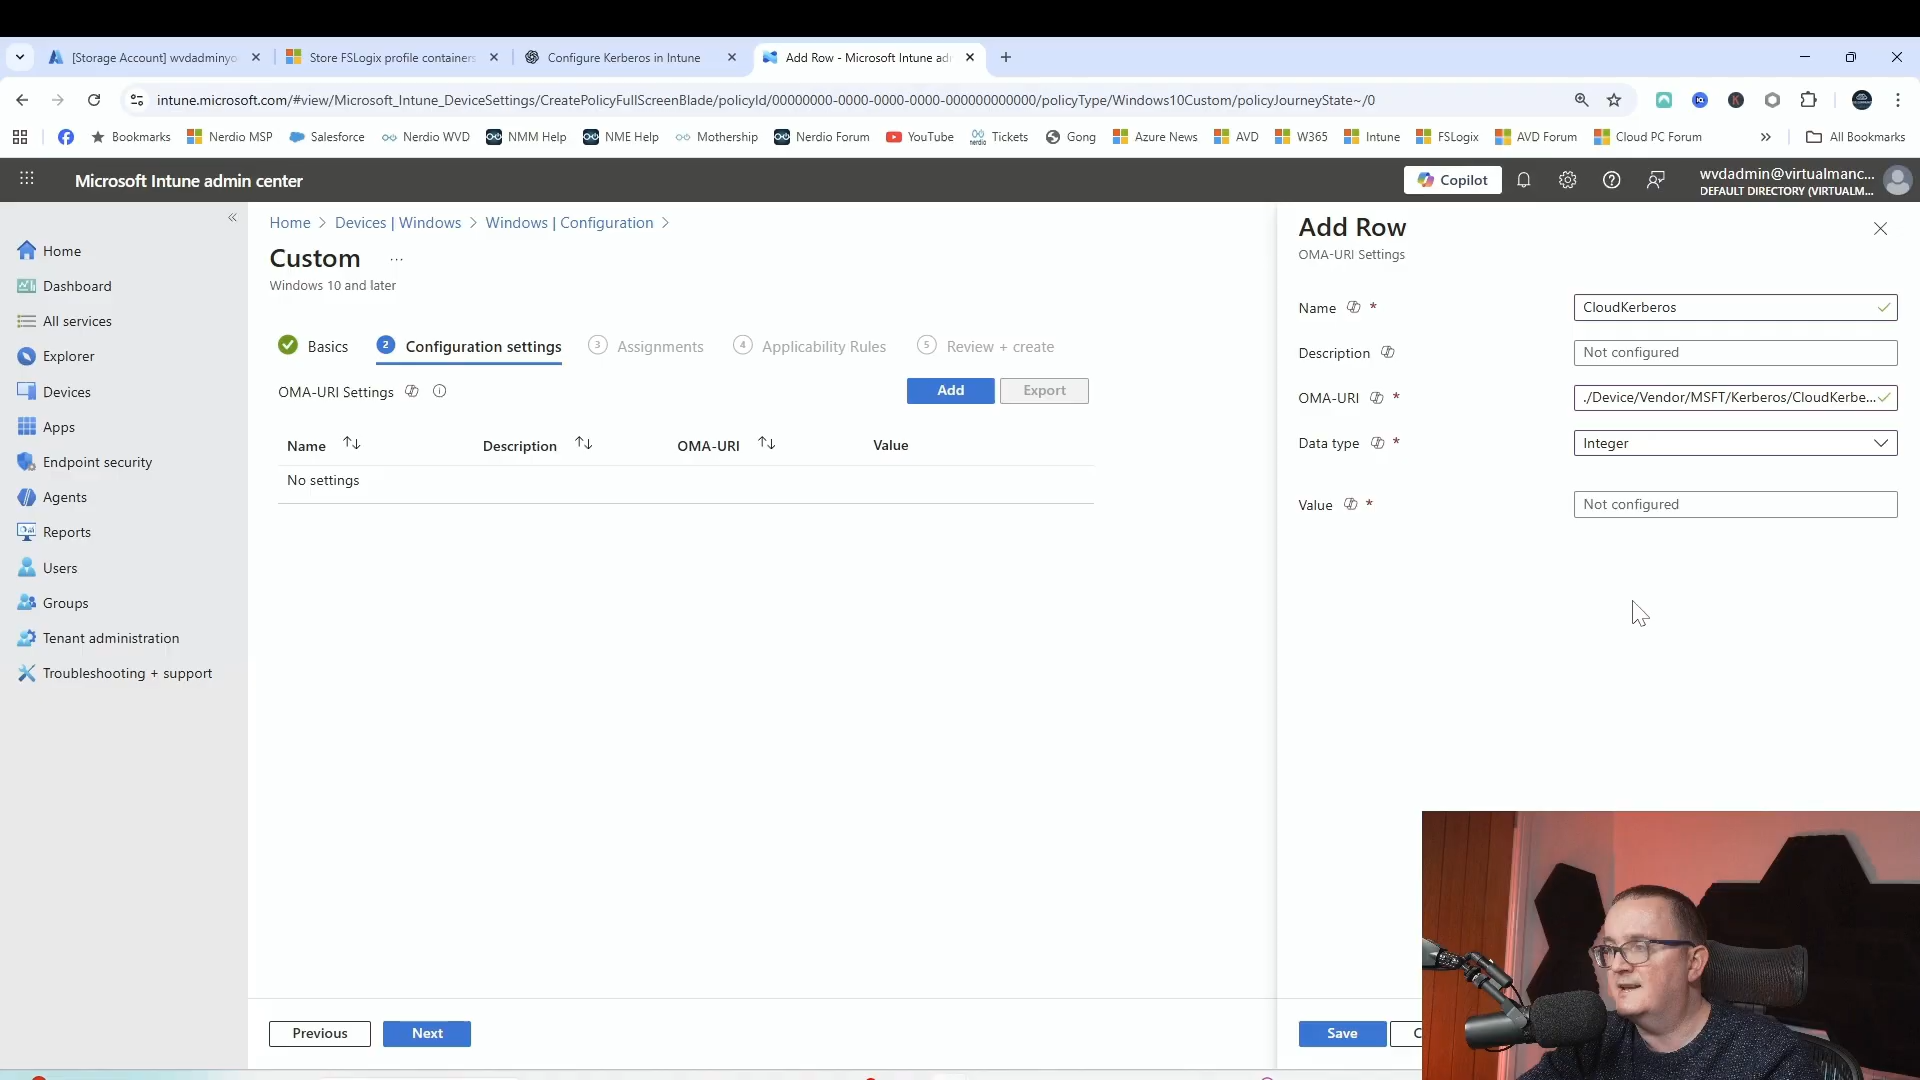 [Storage Account] wvdadminyo
Store FSLogix profile containers
Configure Kerberos in Intune
Add Row - Microsoft Intune ad
intune.microsoft.com/#view/Microsoft_Intune_DeviceSettings/CreatePolicyFullScreenBlade/policyId/00000000-0000-0000-0000-000000000000/policyType/Windows10Custom/policyJourneyState~/0
Bookmarks
Nerdio MSP
Salesforce
Nerdio WVD
NMM Help
NME Help
Mothership
Nerdio Forum
YouTube
Tickets
Gong
Azure News
AVD
W365
Intune
FSLogix
AVD Forum
Cloud PC Forum
»
All Bookmarks
Microsoft Intune admin center
Copilot
wvdadmin@virtualmanc...
DEFAULT DIRECTORY (VIRTUALM...
Home
Dashboard
All services
Explorer
Devices
Apps
Endpoint security
Agents
Reports
Users
Groups
Tenant administration
Troubleshooting + support
Home > Devices | Windows > Windows | Configuration >
Custom ...
Windows 10 and later
Basics
2 Configuration settings
3 Assignments
4 Applicability Rules
5 Review + create
OMA-URI Settings
Add
Export
Name
Description
OMA-URI
Value
No settings
Previous
Next
Add Row
OMA-URI Settings
Name *
CloudKerberos
Description
Not configured
OMA-URI *
./Device/Vendor/MSFT/Kerberos/CloudKerbe...
Data type *
Integer
Value *
Not configured
Save